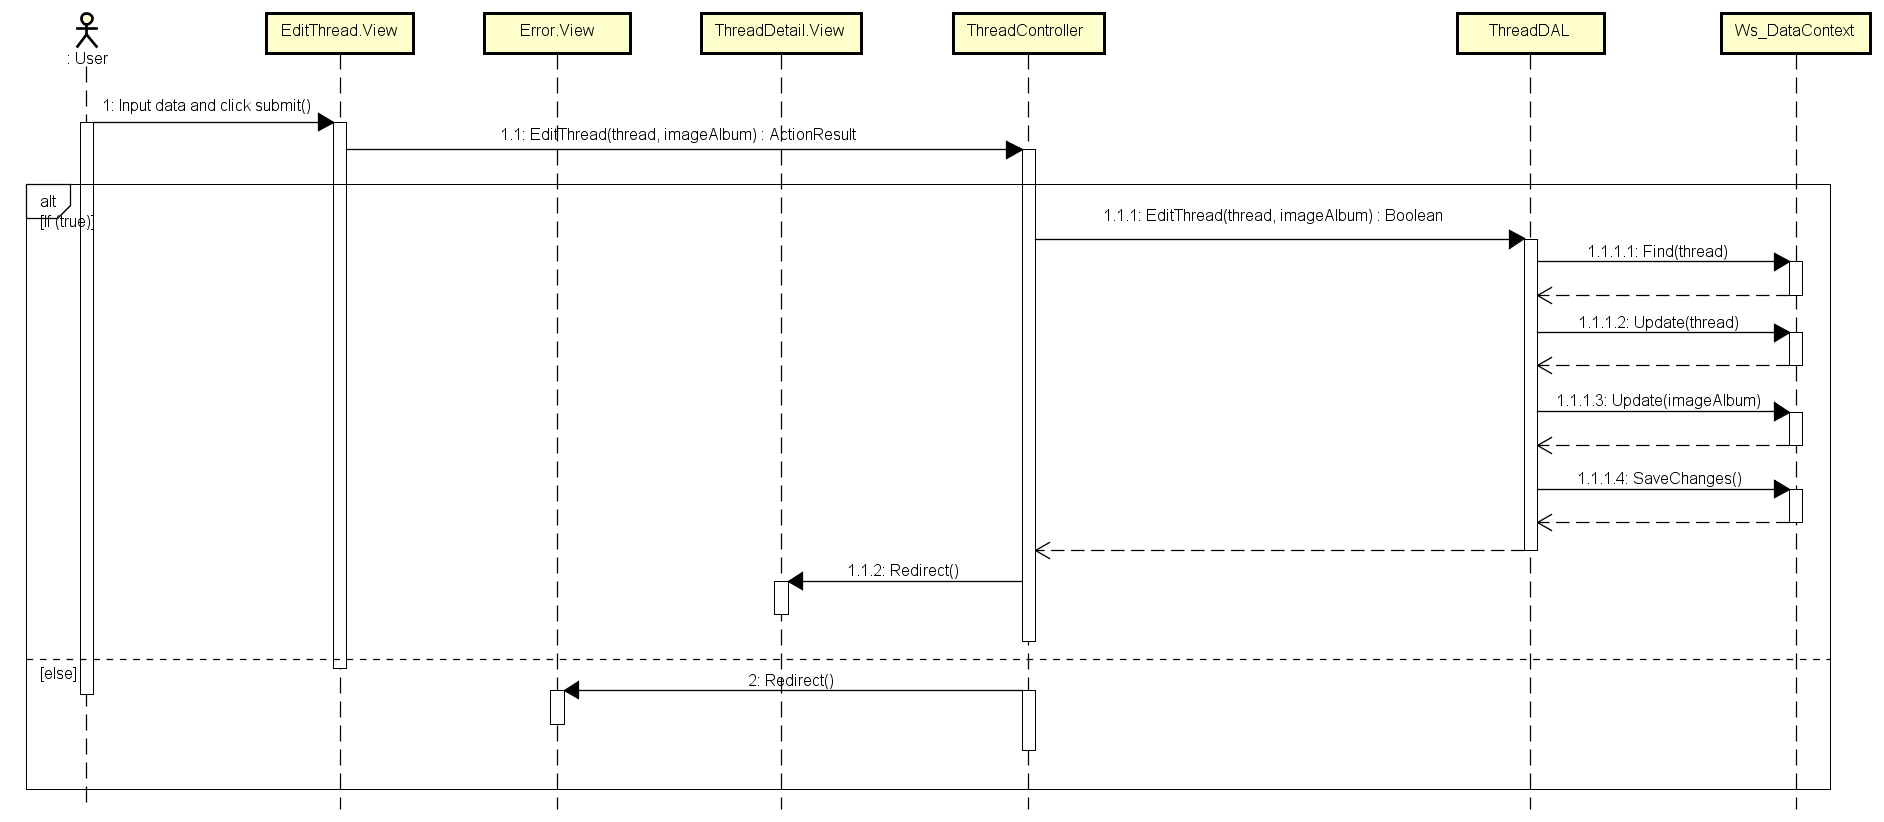 : User
EditThread.View
Error.View
ThreadDetail.View
ThreadController
ThreadDAL
Ws_DataContext
1: Input data and click submit()
1.1: EditThread(thread, imageAlbum) : ActionResult
alt
[If (true)]
1.1.1: EditThread(thread, imageAlbum) : Boolean
1.1.1.1: Find(thread)
1.1.1.2: Update(thread)
1.1.1.3: Update(imageAlbum)
1.1.1.4: SaveChanges()
1.1.2: Redirect()
[else]
2: Redirect()